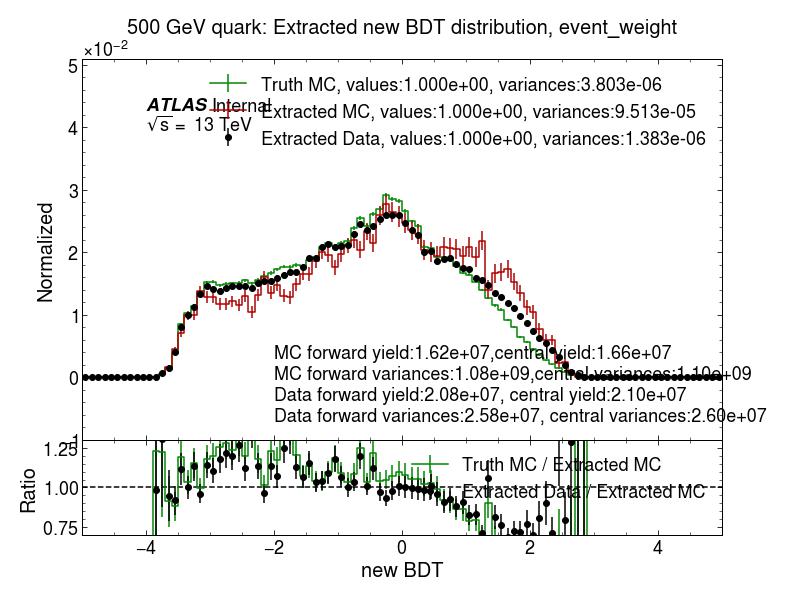 500 GeV quark: Extracted new BDT distribution, event_weight
×10⁻²
Truth MC, values:1.000e+00, variances:3.803e-06
ATLAS Internal
Extracted MC, values:1.000e+00, variances:9.513e-05
√s = 13 TeV
Extracted Data, values:1.000e+00, variances:1.383e-06
5
4
3
2
1
0
−1
Normalized
MC forward yield:1.62e+07,central yield:1.66e+07
MC forward variances:1.08e+09,central variances:1.10e+09
Data forward yield:2.08e+07, central yield:2.10e+07
Data forward variances:2.58e+07, central variances:2.60e+07
1.25
1.00
0.75
Ratio
Truth MC / Extracted MC
Extracted Data / Extracted MC
−4 −2 0 2 4
new BDT